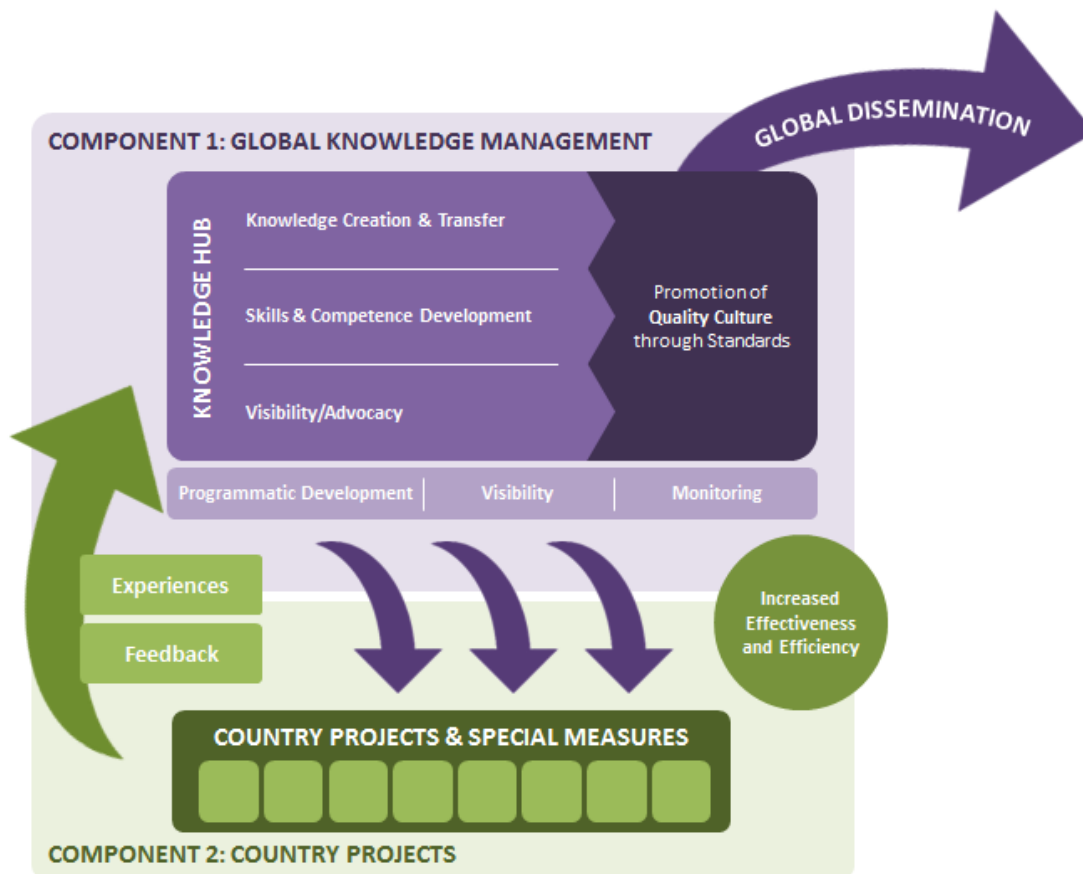 GLOBAL DISSEMINATION
COMPONENT 1: GLOBAL KNOWLEDGE MANAGEMENT
KNOWLEDGE HUB
Knowledge Creation & Transfer
Skills & Competence Development
Visibility/Advocacy
Promotion of
Quality Culture
through Standards
Programmatic Development
Visibility
Monitoring
Experiences
Feedback
Increased
Effectiveness
and Efficiency
COUNTRY PROJECTS & SPECIAL MEASURES
COMPONENT 2: COUNTRY PROJECTS